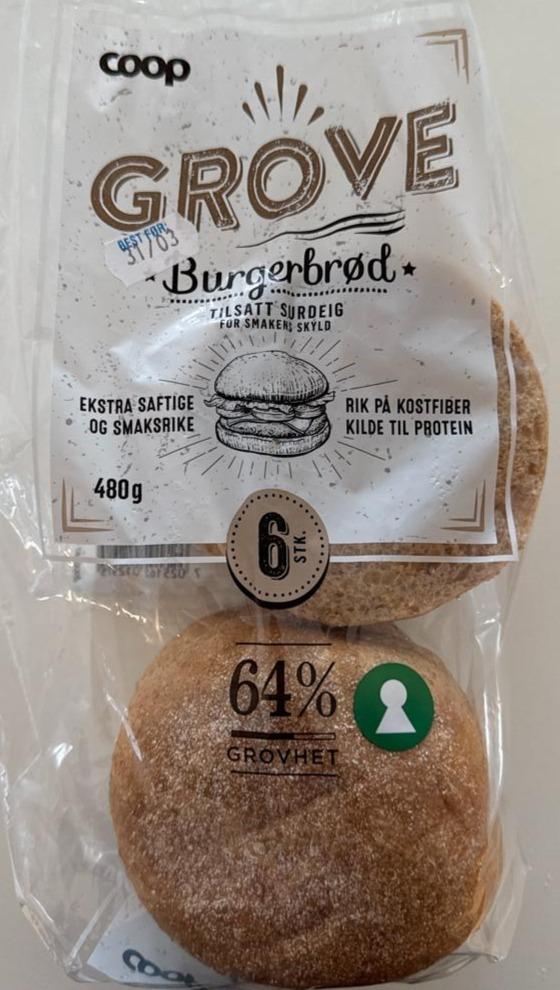 coop
GROVE
BEST FØR:
31/03
Burgerbrød
TILSATT SURDEIG
FOR SMAKENS SKYLD
EKSTRA SAFTIGE
OG SMAKSRIKE
RIK PÅ KOSTFIBER
KILDE TIL PROTEIN
480g
6 STK.
64%
GROVHET
coop